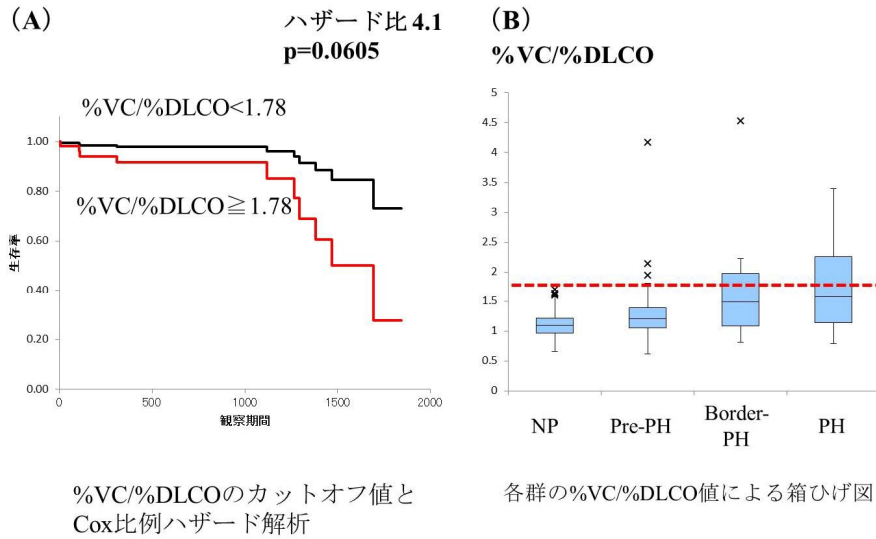 (A)
ハザード比 4.1
p=0.0605
%VC/%DLCO<1.78
%VC/%DLCO≧1.78
1.00
0.80
0.60
0.40
0.20
0.00
生存率
0
500
1000
1500
2000
観察期間
%VC/%DLCOのカットオフ値と
Cox比例ハザード解析
(B)
%VC/%DLCO
5
4.5
4
3.5
3
2.5
2
1.5
1
0.5
0
NP
Pre-PH
Border-
PH
PH
各群の%VC/%DLCO値による箱ひげ図